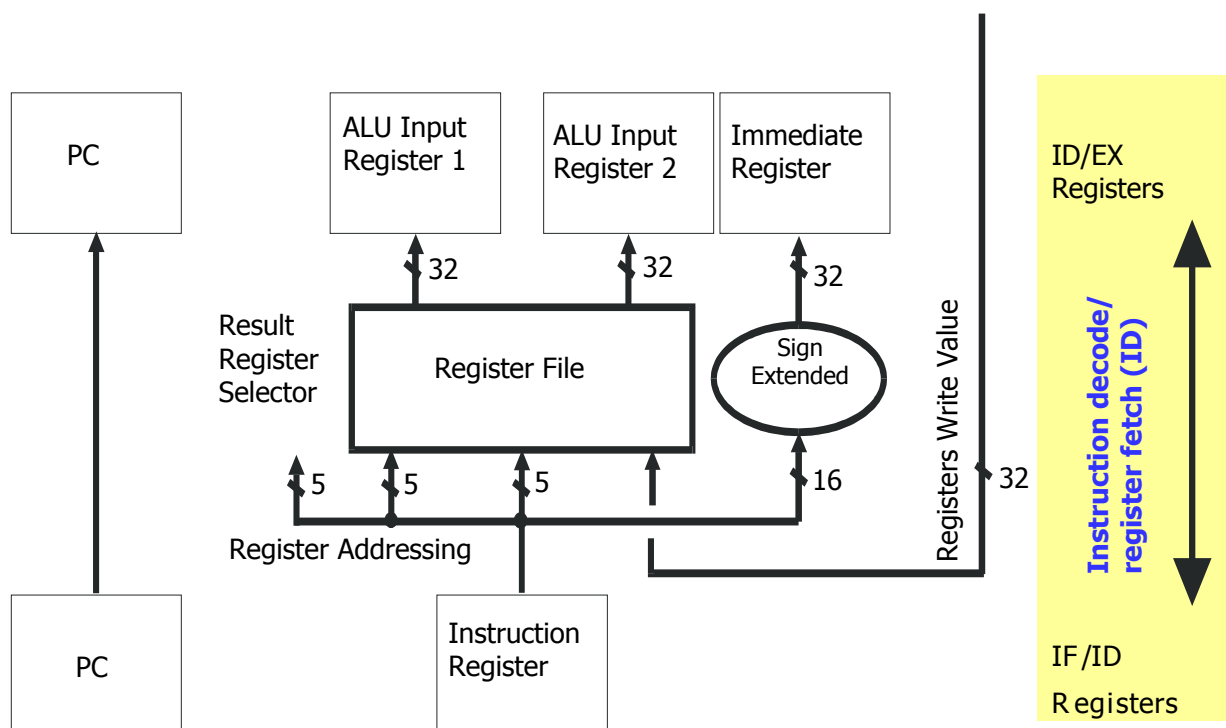 PC
ALU Input
Register 1
ALU Input
Register 2
Immediate
Register
ID/EX
Registers
32
32
32
Result
Register
Selector
Register File
Sign
Extended
Registers Write Value
Instruction decode/
register fetch (ID)
5
5
5
16
32
Register Addressing
PC
Instruction
Register
IF/ID
Registers